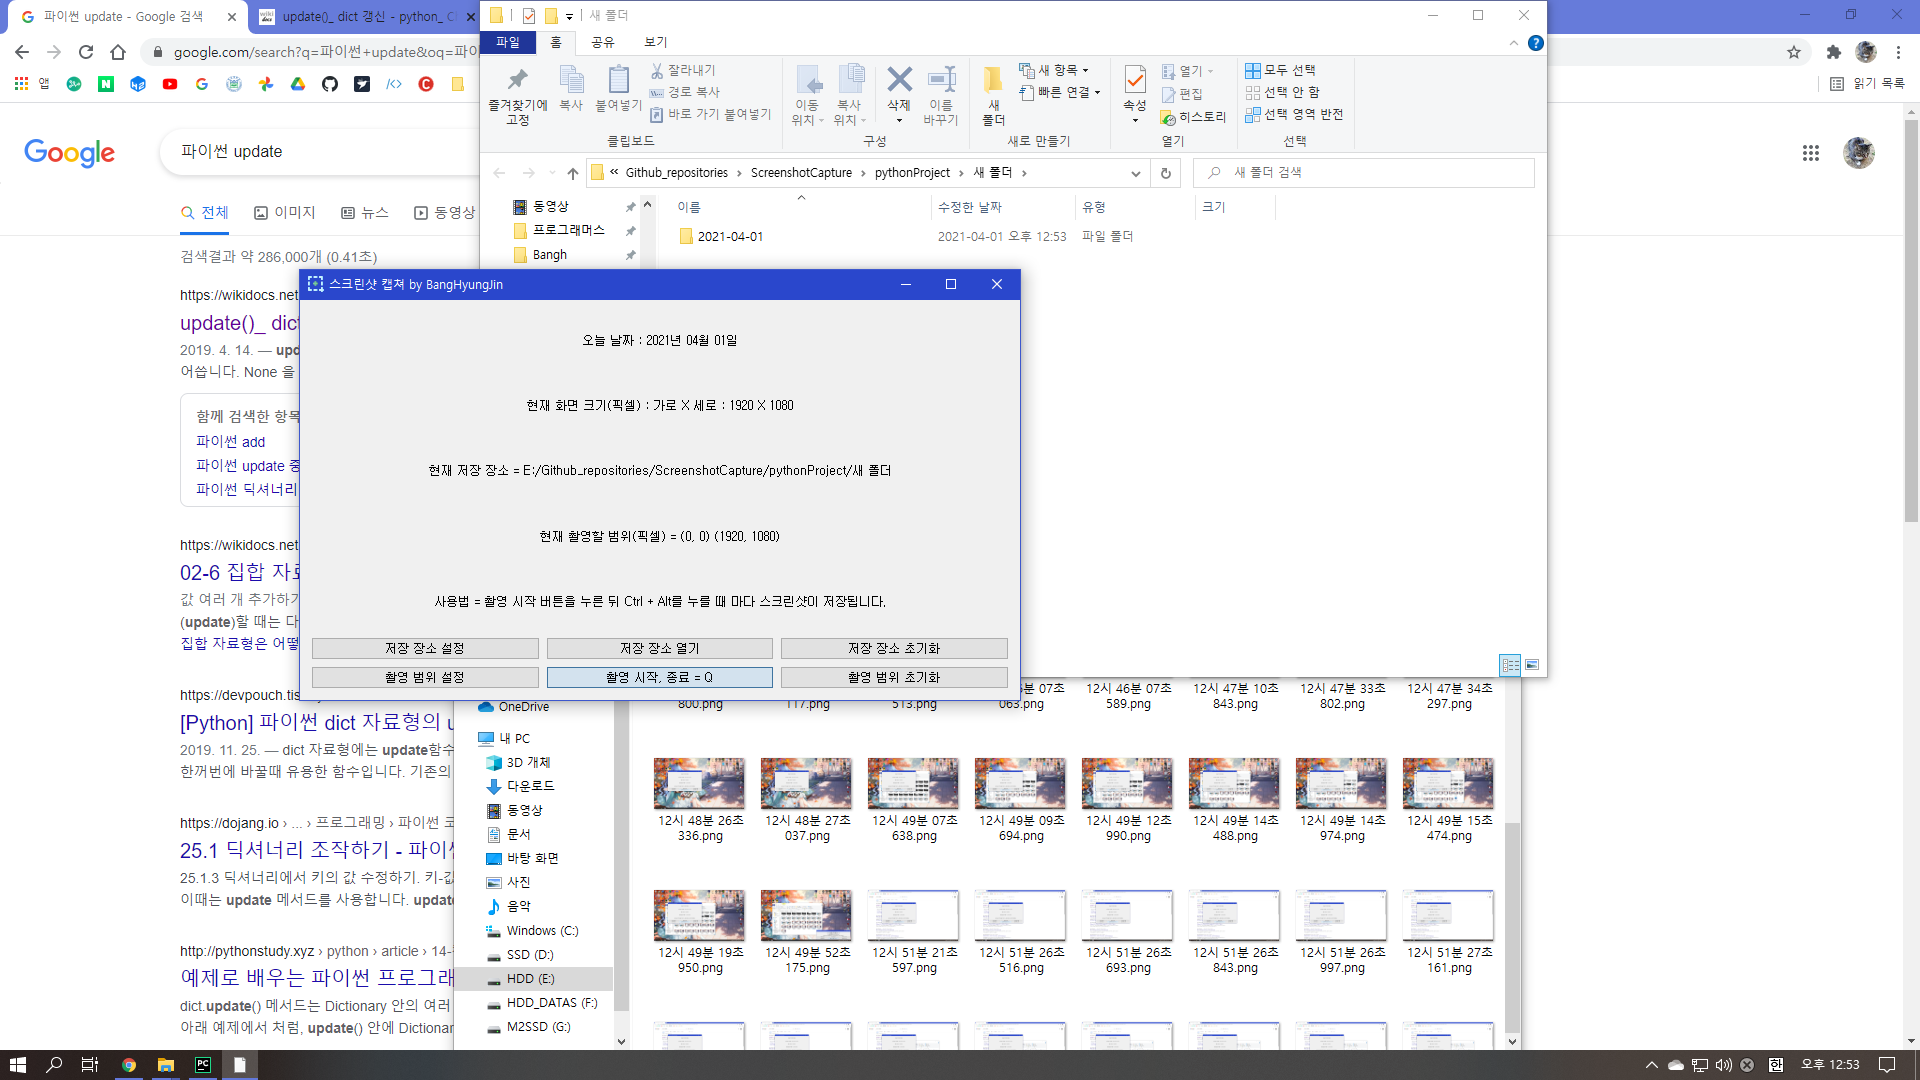 파이썬 update - Google 검색
update()_ dict 갱신 - python_ C
google.com/search?q=파이썬+update&oq=파이
앱
읽기 목록
Google
파이썬 update
전체
이미지
뉴스
동영상
검색결과 약 286,000개 (0.41초)
https://wikidocs.net
update()_ dict
2019. 4. 14. — upd
어씁니다. None 을
함께 검색한 항목
파이썬 add
파이썬 update 중
파이썬 딕셔너리
https://wikidocs.net
02-6 집합 자료
값 여러 개 추가하기
(update)할 때는 다
집합 자료형은 어떻
https://devpouch.tis
[Python] 파이썬 dict 자료형의 u
2019. 11. 25. — dict 자료형에는 update함수
한꺼번에 바꿀때 유용한 함수입니다. 기존의
https://dojang.io › ... › 프로그래밍 › 파이썬 코
25.1 딕셔너리 조작하기 - 파이썬
25.1.3 딕셔너리에서 키의 값 수정하기. 키-값
이때는 update 메서드를 사용합니다. update
http://pythonstudy.xyz › python › article › 14-
예제로 배우는 파이썬 프로그래
dict.update() 메서드는 Dictionary 안의 여러
아래 예제에서 처럼, update() 안에 Dictionary
새 폴더
파일
홈
공유
보기
즐겨찾기에
고정
복사
붙여넣기
잘라내기
경로 복사
바로 가기 붙여넣기
클립보드
이동
위치
복사
위치
삭제
이름
바꾸기
구성
새
폴더
새 항목
빠른 연결
새로 만들기
속성
열기
편집
히스토리
열기
모두 선택
선택 안 함
선택 영역 반전
선택
« Github_repositories › ScreenshotCapture › pythonProject › 새 폴더 ›
새 폴더 검색
동영상
프로그래머스
Bangh
이름
수정한 날짜
유형
크기
2021-04-01
2021-04-01 오후 12:53
파일 폴더
스크린샷 캡쳐 by BangHyungJin
오늘 날짜 : 2021년 04월 01일
현재 화면 크기(픽셀) : 가로 X 세로 : 1920 X 1080
현재 저장 장소 = E:/Github_repositories/ScreenshotCapture/pythonProject/새 폴더
현재 촬영할 범위(픽셀) = (0, 0) (1920, 1080)
사용법 = 촬영 시작 버튼을 누른 뒤 Ctrl + Alt를 누를 때 마다 스크린샷이 저장됩니다.
저장 장소 설정
저장 장소 열기
저장 장소 초기화
촬영 범위 설정
촬영 시작, 종료 = Q
촬영 범위 초기화
OneDrive
내 PC
3D 개체
다운로드
동영상
문서
바탕 화면
사진
음악
Windows (C:)
SSD (D:)
HDD (E:)
HDD_DATAS (F:)
M2SSD (G:)
800.png
117.png
513.png
분 07초
063.png
12시 46분 07초
589.png
12시 47분 10초
843.png
12시 47분 33초
802.png
12시 47분 34초
297.png
12시 48분 26초
336.png
12시 48분 27초
037.png
12시 49분 07초
638.png
12시 49분 09초
694.png
12시 49분 12초
990.png
12시 49분 14초
488.png
12시 49분 14초
974.png
12시 49분 15초
474.png
12시 49분 19초
950.png
12시 49분 52초
175.png
12시 51분 21초
597.png
12시 51분 26초
516.png
12시 51분 26초
693.png
12시 51분 26초
843.png
12시 51분 26초
997.png
12시 51분 27초
161.png
한
오후 12:53